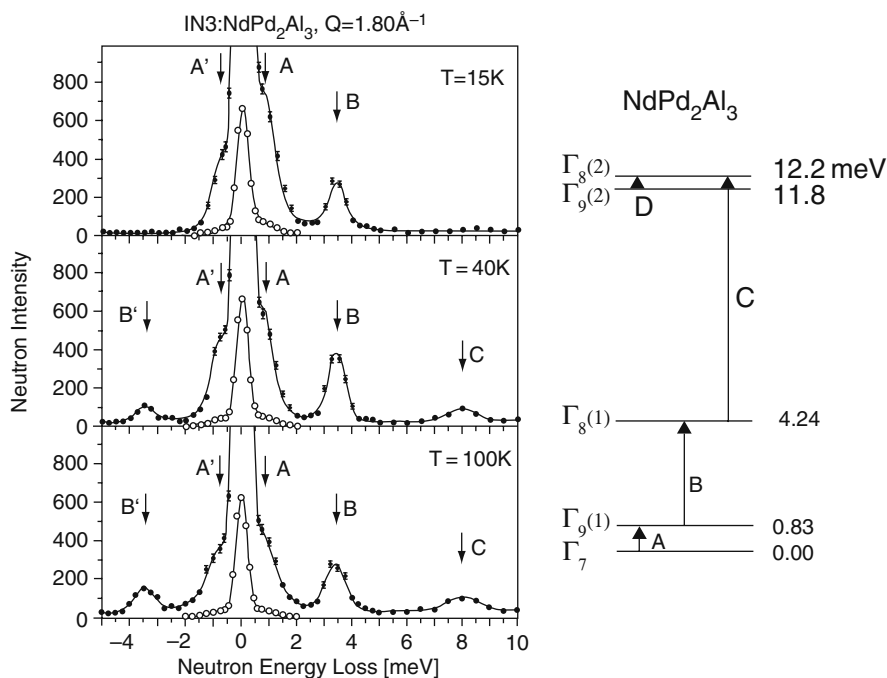 IN3:NdPd₂Al₃, Q=1.80Å⁻¹
Neutron Intensity
800
600
400
200
0
A'
A
B
T=15K
800
600
400
200
0
B'
A'
A
B
C
T = 40K
800
600
400
200
0
B'
A'
A
B
C
T = 100K
−4 −2 0 2 4 6 8 10
Neutron Energy Loss [meV]
NdPd₂Al₃
Γ₈(2) 12.2 meV
Γ₉(2) 11.8
D
C
Γ₈(1) 4.24
B
Γ₉(1) 0.83
A
Γ₇ 0.00